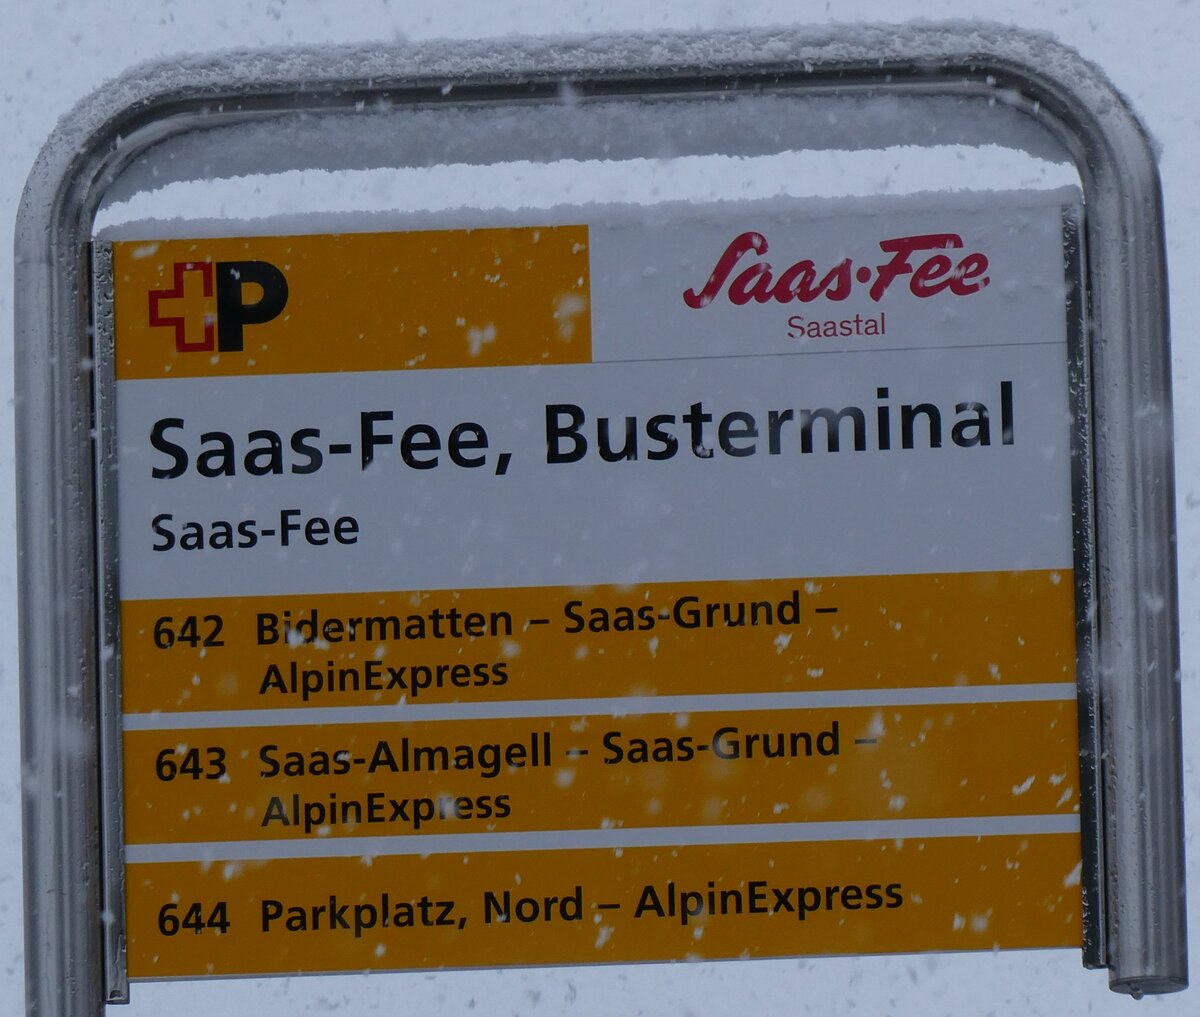 P
Saas·Fee
Saastal
Saas-Fee, Busterminal
Saas-Fee
642 Bidermatten – Saas-Grund –
AlpinExpress
643 Saas-Almagell – Saas-Grund –
AlpinExpress
644 Parkplatz, Nord – AlpinExpress